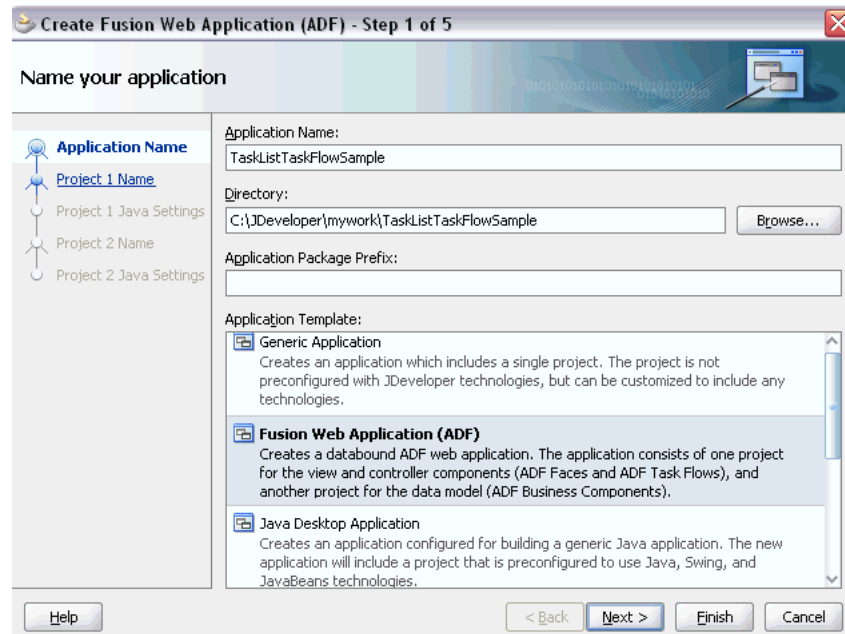 Create Fusion Web Application (ADF) - Step 1 of 5
Name your application
Application Name
Project 1 Name
Project 1 Java Settings
Project 2 Name
Project 2 Java Settings
Application Name:
TaskListTaskFlowSample
Directory:
C:\JDeveloper\mywork\TaskListTaskFlowSample
Browse...
Application Package Prefix:
Application Template:
Generic Application
Creates an application which includes a single project. The project is not
preconfigured with JDeveloper technologies, but can be customized to include any
technologies.
Fusion Web Application (ADF)
Creates a databound ADF web application. The application consists of one project
for the view and controller components (ADF Faces and ADF Task Flows), and
another project for the data model (ADF Business Components).
Java Desktop Application
Creates an application configured for building a generic Java application. The new
application will include a project that is preconfigured to use Java, Swing, and
JavaBeans technologies.
Help
< Back
Next >
Finish
Cancel